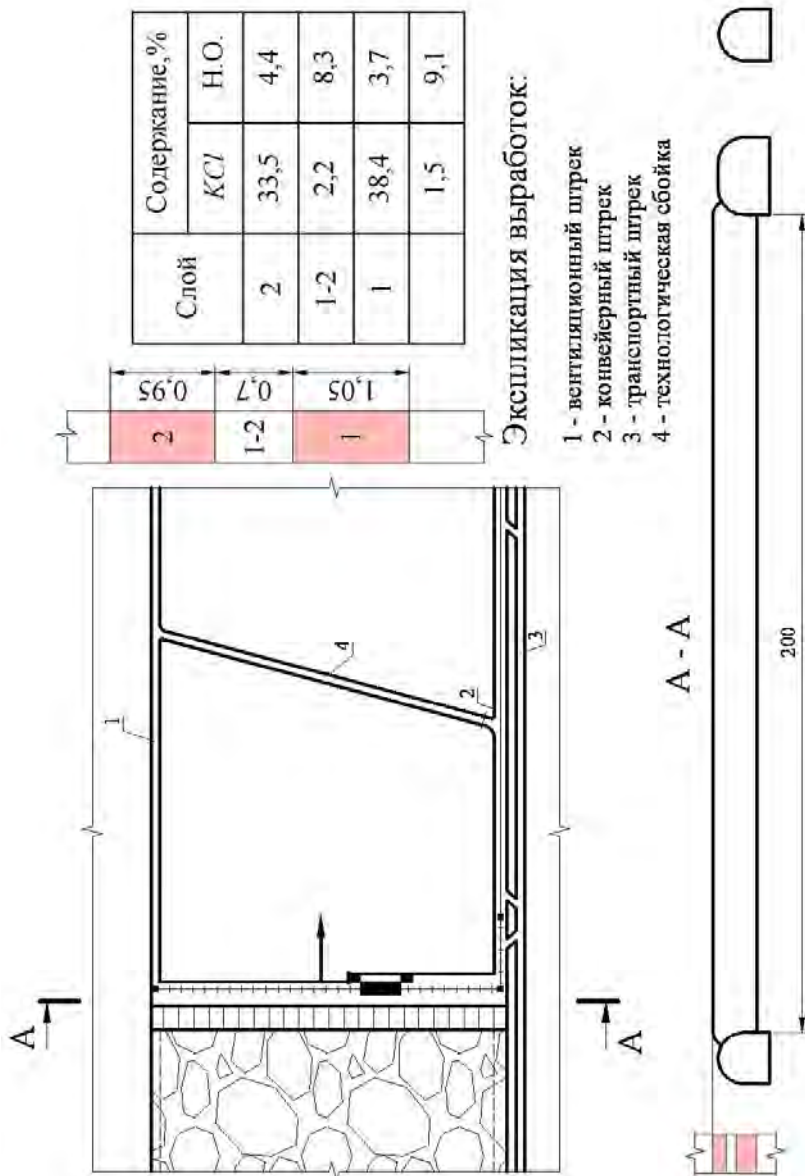 А
А
1
2
3
4
2
1-2
1
0,95
0,7
1,05
Слой
Содержание,%
KCl
Н.О.
2
33,5
4,4
1-2
2,2
8,3
1
38,4
3,7
1,5
9,1
Экспликация выработок:
1 - вентиляционный штрек
2 - конвейерный штрек
3 - транспортный штрек
4 - технологическая сбойка
А - А
200